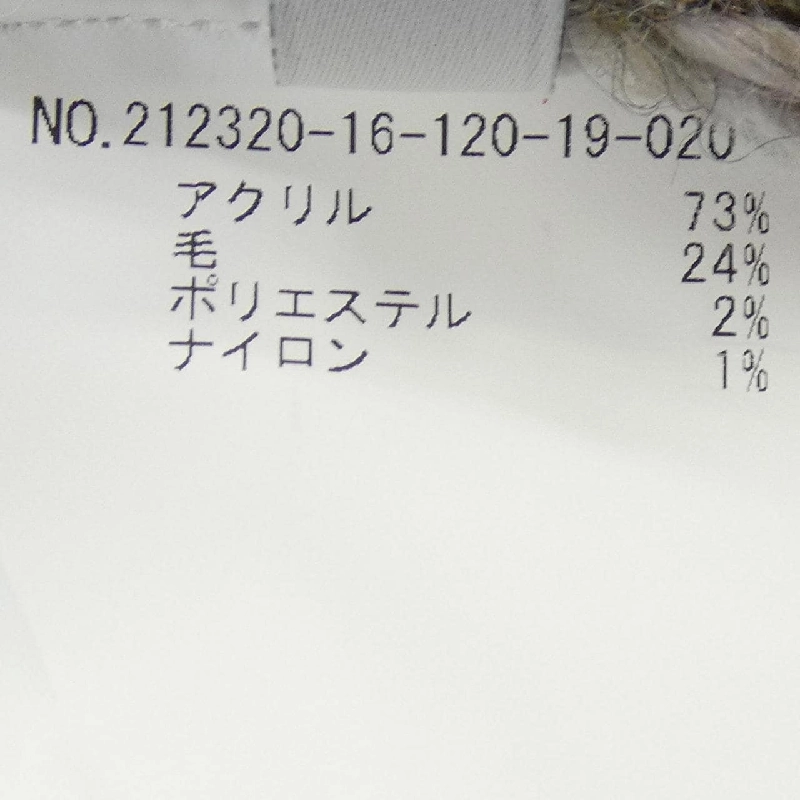 NO.212320-16-120-19-020
アクリル 73%
毛 24%
ポリエステル 2%
ナイロン 1%